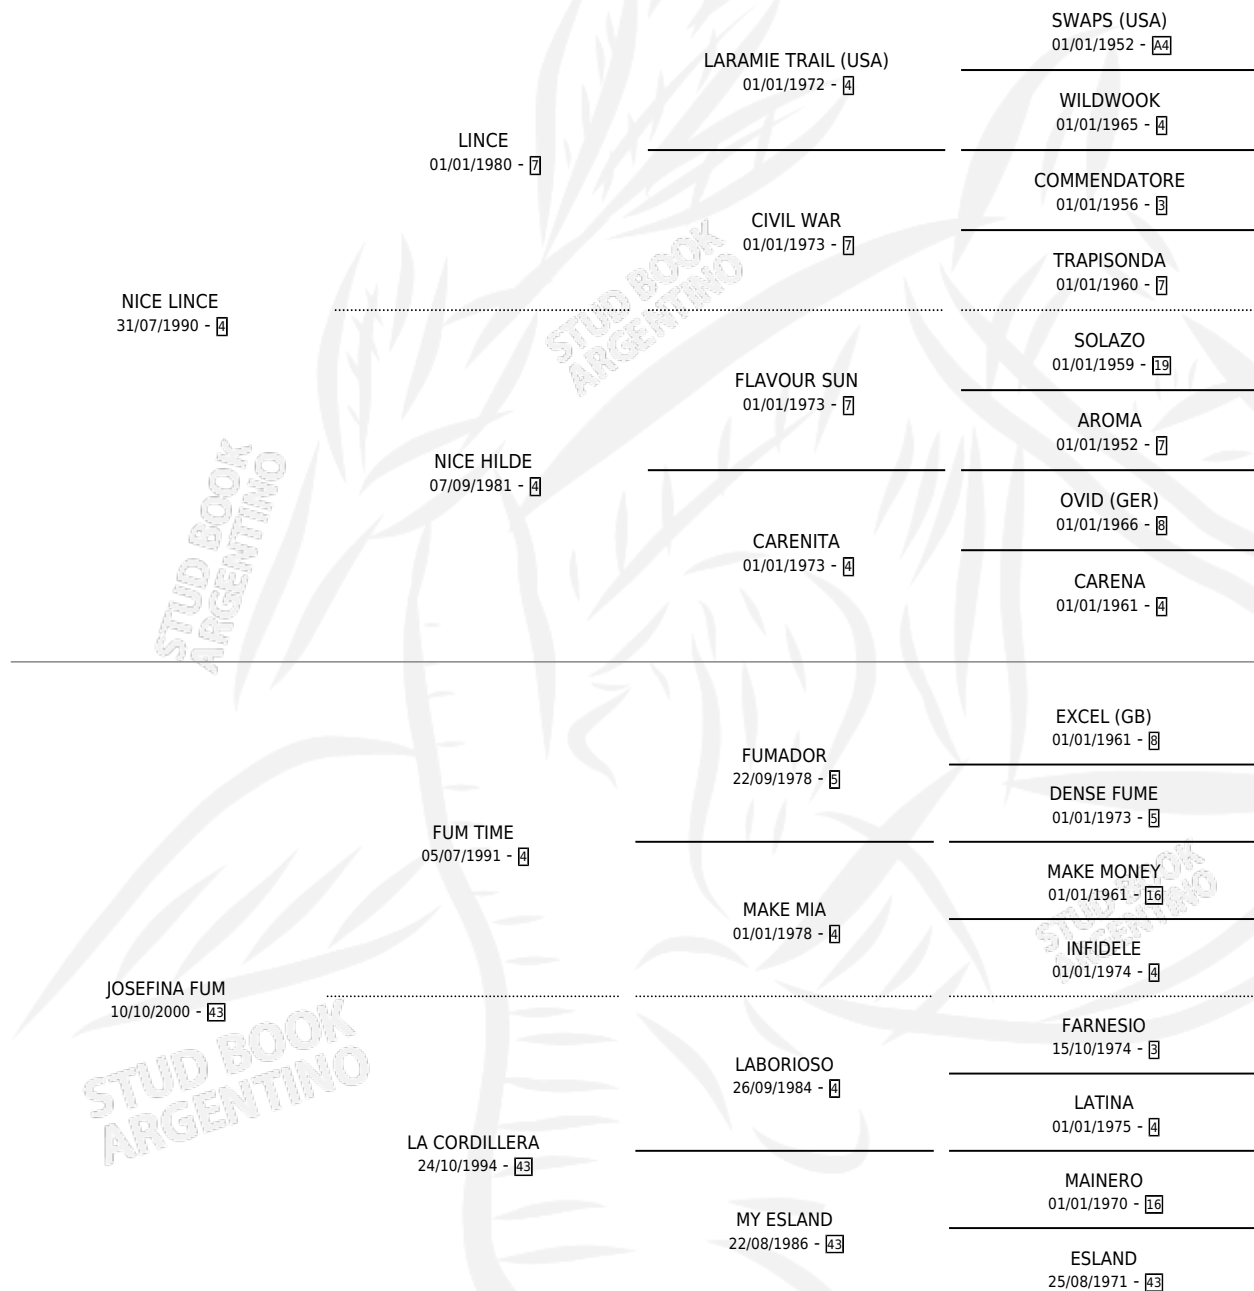 SWAPS (USA)
01/01/1952 - A4
LARAMIE TRAIL (USA)
01/01/1972 - 4
WILDWOOK
01/01/1965 - 4
LINCE
01/01/1980 - 7
COMMENDATORE
01/01/1956 - 3
CIVIL WAR
01/01/1973 - 7
TRAPISONDA
01/01/1960 - 7
NICE LINCE
31/07/1990 - 4
SOLAZO
01/01/1959 - 19
FLAVOUR SUN
01/01/1973 - 7
AROMA
01/01/1952 - 7
NICE HILDE
07/09/1981 - 4
OVID (GER)
01/01/1966 - 8
CARENITA
01/01/1973 - 4
CARENA
01/01/1961 - 4
STUD BOOK
ARGENTINO
STUD BOOK
ARGENTINO
EXCEL (GB)
01/01/1961 - 8
FUMADOR
22/09/1978 - 5
DENSE FUME
01/01/1973 - 5
FUM TIME
05/07/1991 - 4
MAKE MONEY
01/01/1961 - 16
MAKE MIA
01/01/1978 - 4
INFIDELE
01/01/1974 - 4
STUD BOOK
ARGENTINO
JOSEFINA FUM
10/10/2000 - 43
FARNESIO
15/10/1974 - 3
LABORIOSO
26/09/1984 - 4
LATINA
01/01/1975 - 4
LA CORDILLERA
24/10/1994 - 43
MAINERO
01/01/1970 - 16
MY ESLAND
22/08/1986 - 43
ESLAND
25/08/1971 - 43
STUD BOOK
ARGENTINO